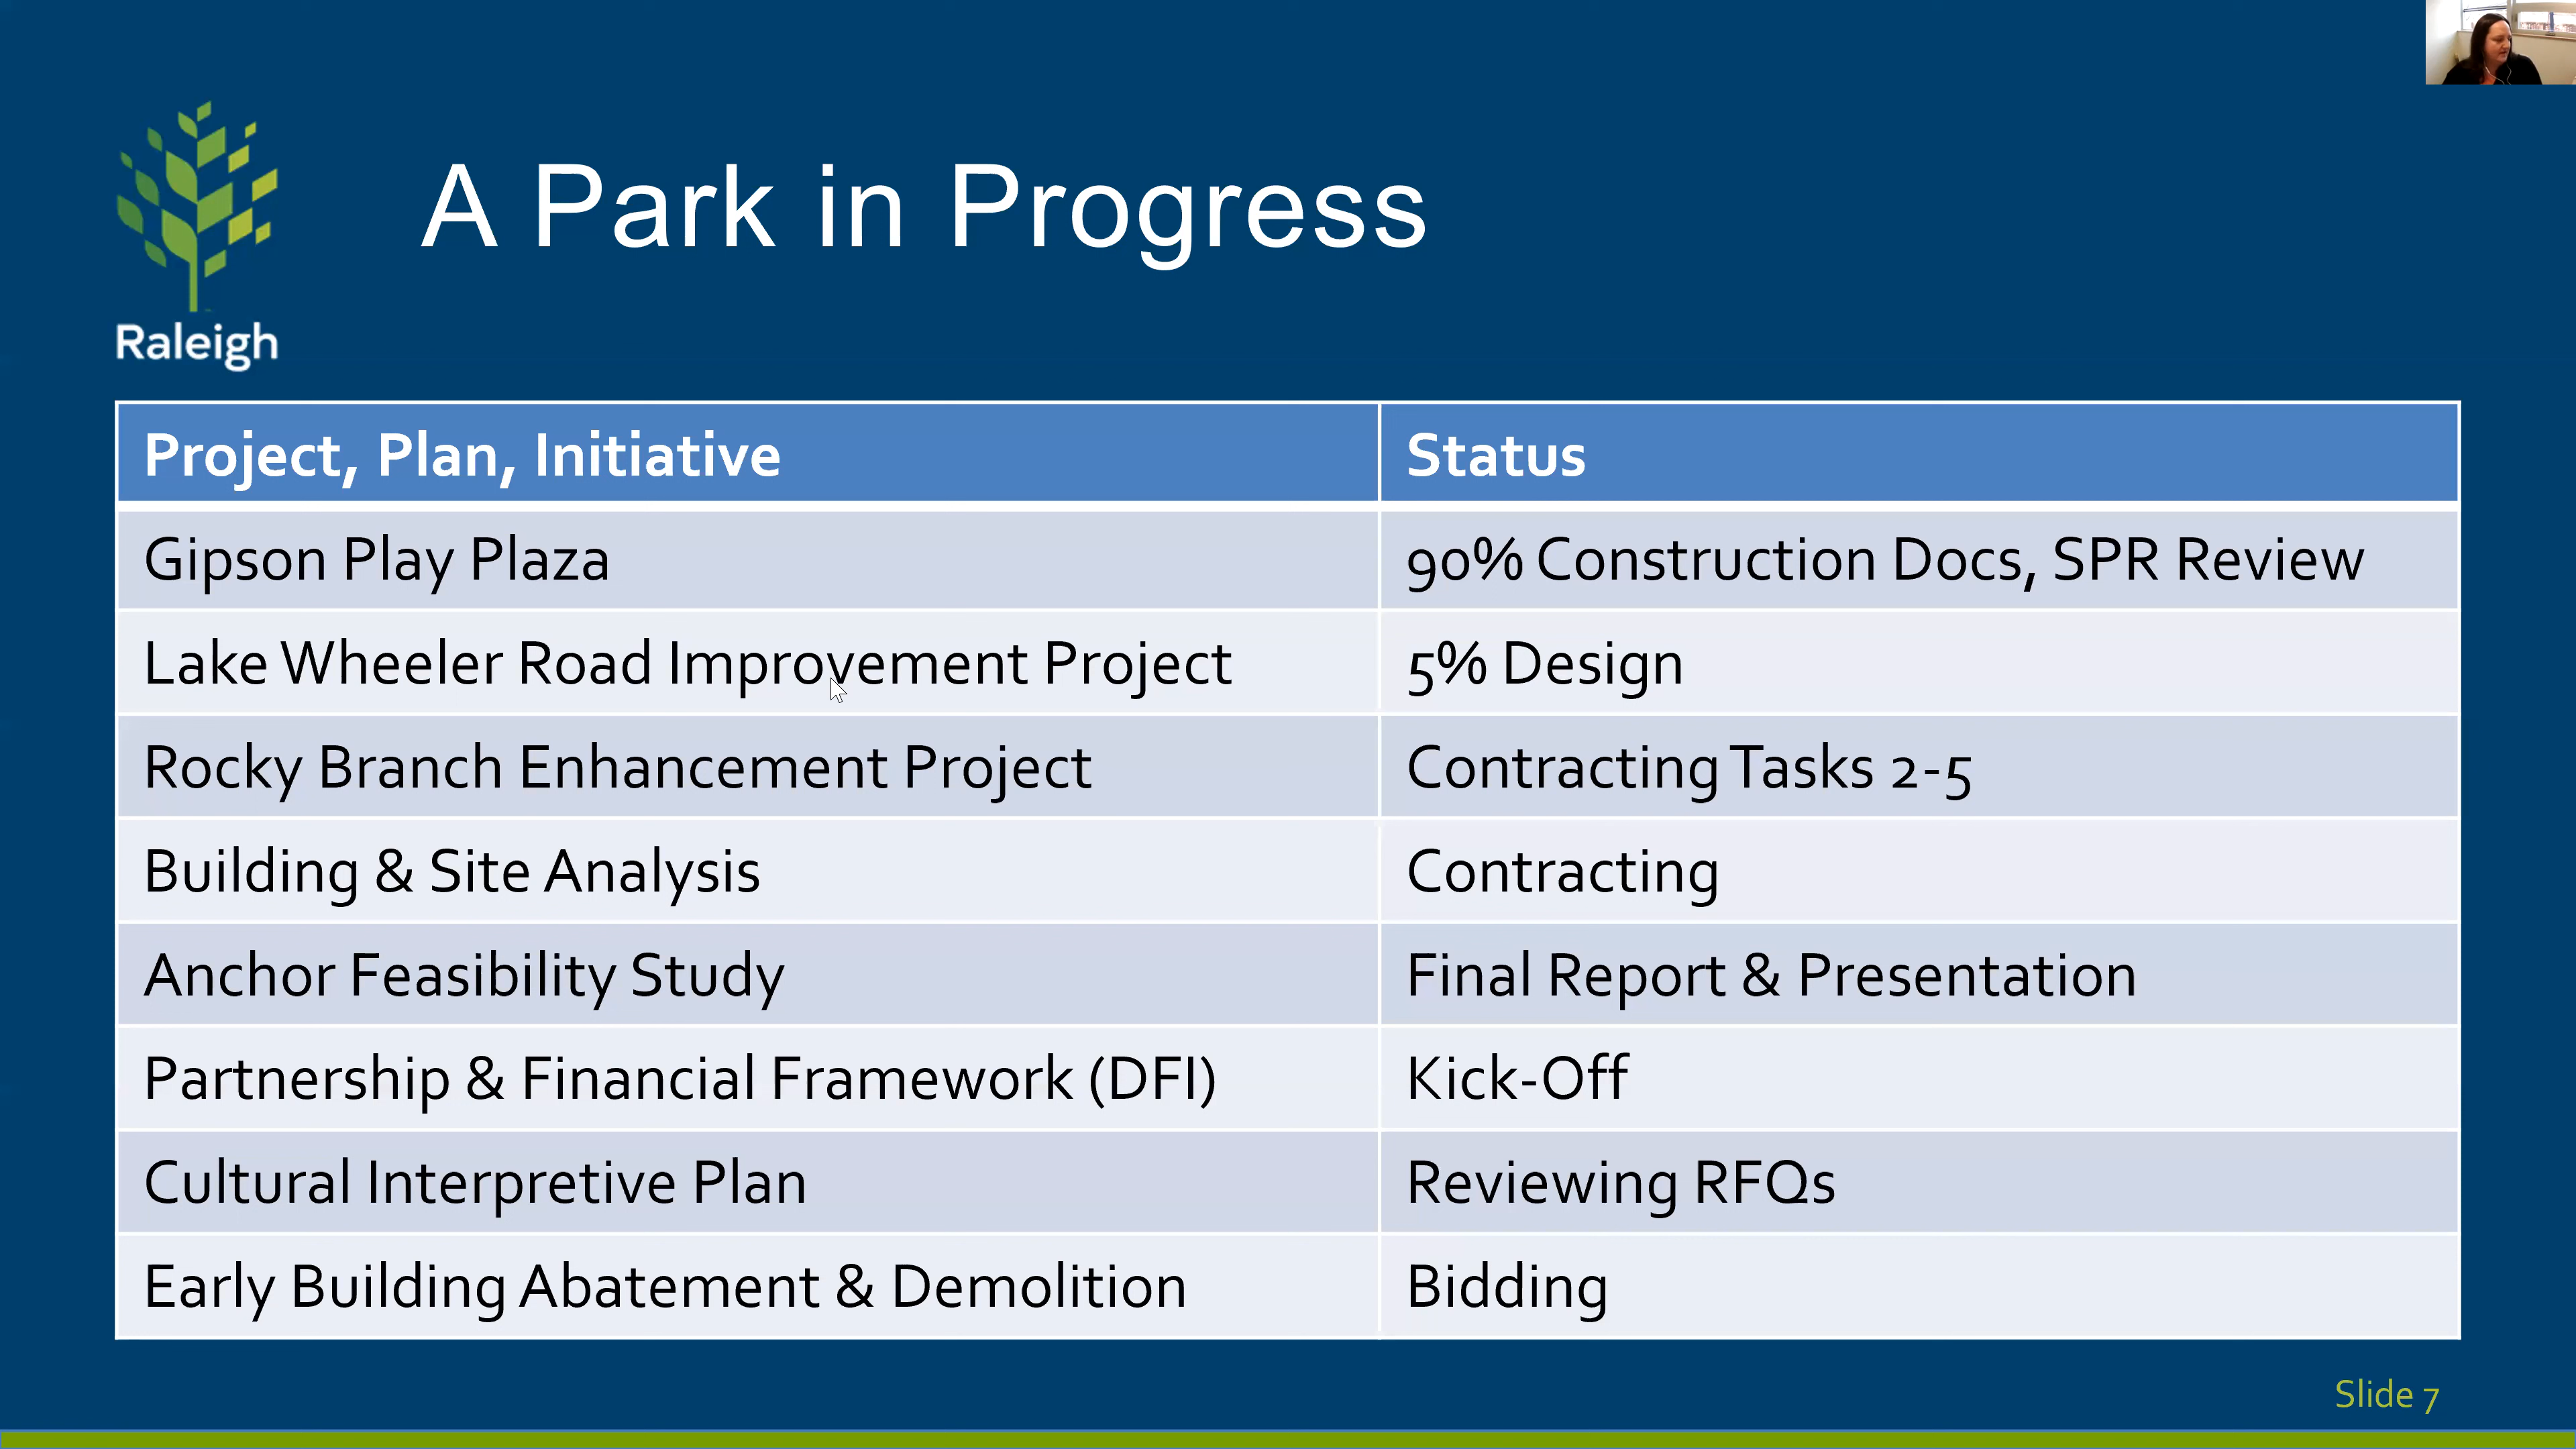 A Park in Progress
Raleigh
Project, Plan, Initiative Status
Gipson Play Plaza 90% Construction Docs, SPR Review
Lake Wheeler Road Improvement Project 5% Design
Rocky Branch Enhancement Project Contracting Tasks 2-5
Building & Site Analysis Contracting
Anchor Feasibility Study Final Report & Presentation
Partnership & Financial Framework (DFI) Kick-Off
Cultural Interpretive Plan Reviewing RFQs
Early Building Abatement & Demolition Bidding
Slide 7